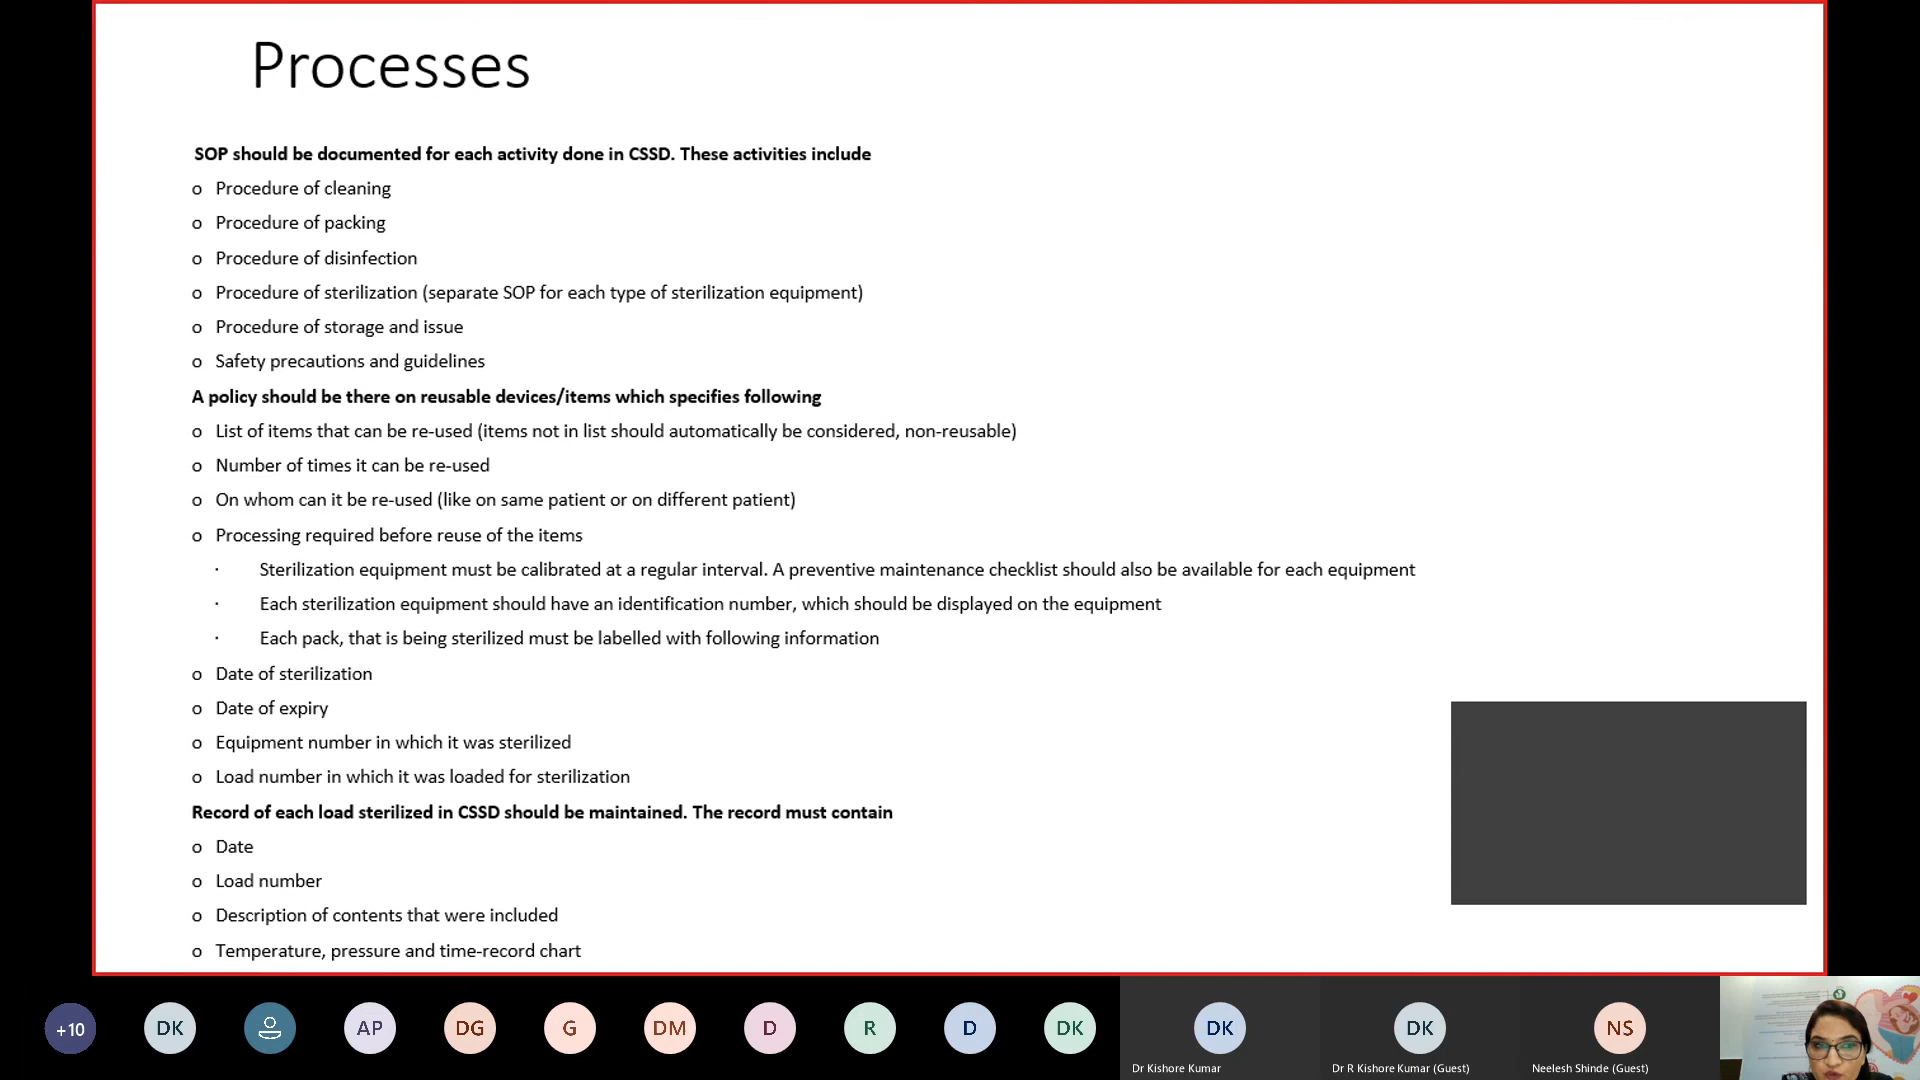 Processes
SOP should be documented for each activity done in CSSD. These activities include
o Procedure of cleaning
o Procedure of packing
o Procedure of disinfection
o Procedure of sterilization (separate SOP for each type of sterilization equipment)
o Procedure of storage and issue
o Safety precautions and guidelines
A policy should be there on reusable devices/items which specifies following
o List of items that can be re-used (items not in list should automatically be considered, non-reusable)
o Number of times it can be re-used
o On whom can it be re-used (like on same patient or on different patient)
o Processing required before reuse of the items
· Sterilization equipment must be calibrated at a regular interval. A preventive maintenance checklist should also be available for each equipment
· Each sterilization equipment should have an identification number, which should be displayed on the equipment
· Each pack, that is being sterilized must be labelled with following information
o Date of sterilization
o Date of expiry
o Equipment number in which it was sterilized
o Load number in which it was loaded for sterilization
Record of each load sterilized in CSSD should be maintained. The record must contain
o Date
o Load number
o Description of contents that were included
o Temperature, pressure and time-record chart
+10 DK AP DG G DM D R D DK DK DK NS
Dr Kishore Kumar Dr R Kishore Kumar (Guest) Neelesh Shinde (Guest)